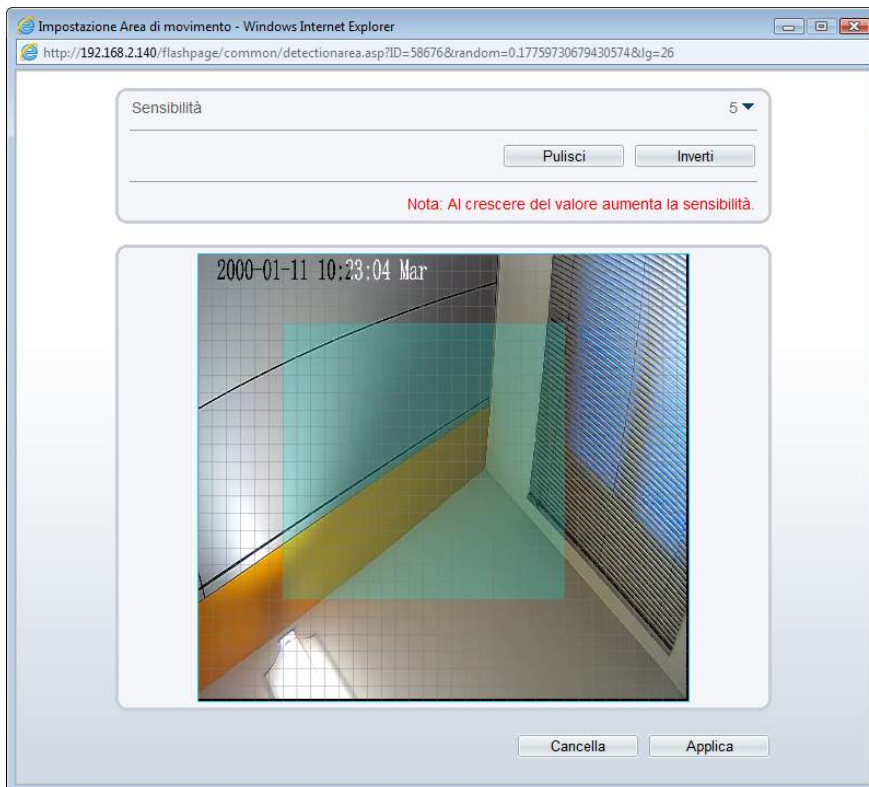 Impostazione Area di movimento - Windows Internet Explorer
http://192.168.2.140/flashpage/common/detectionarea.asp?ID=58676&random=0.17759730679430574&lg=26
Sensibilità 5
Pulisci Inverti
Nota: Al crescere del valore aumenta la sensibilità.
2000-01-11 10:23:04 Mar
Cancella Applica